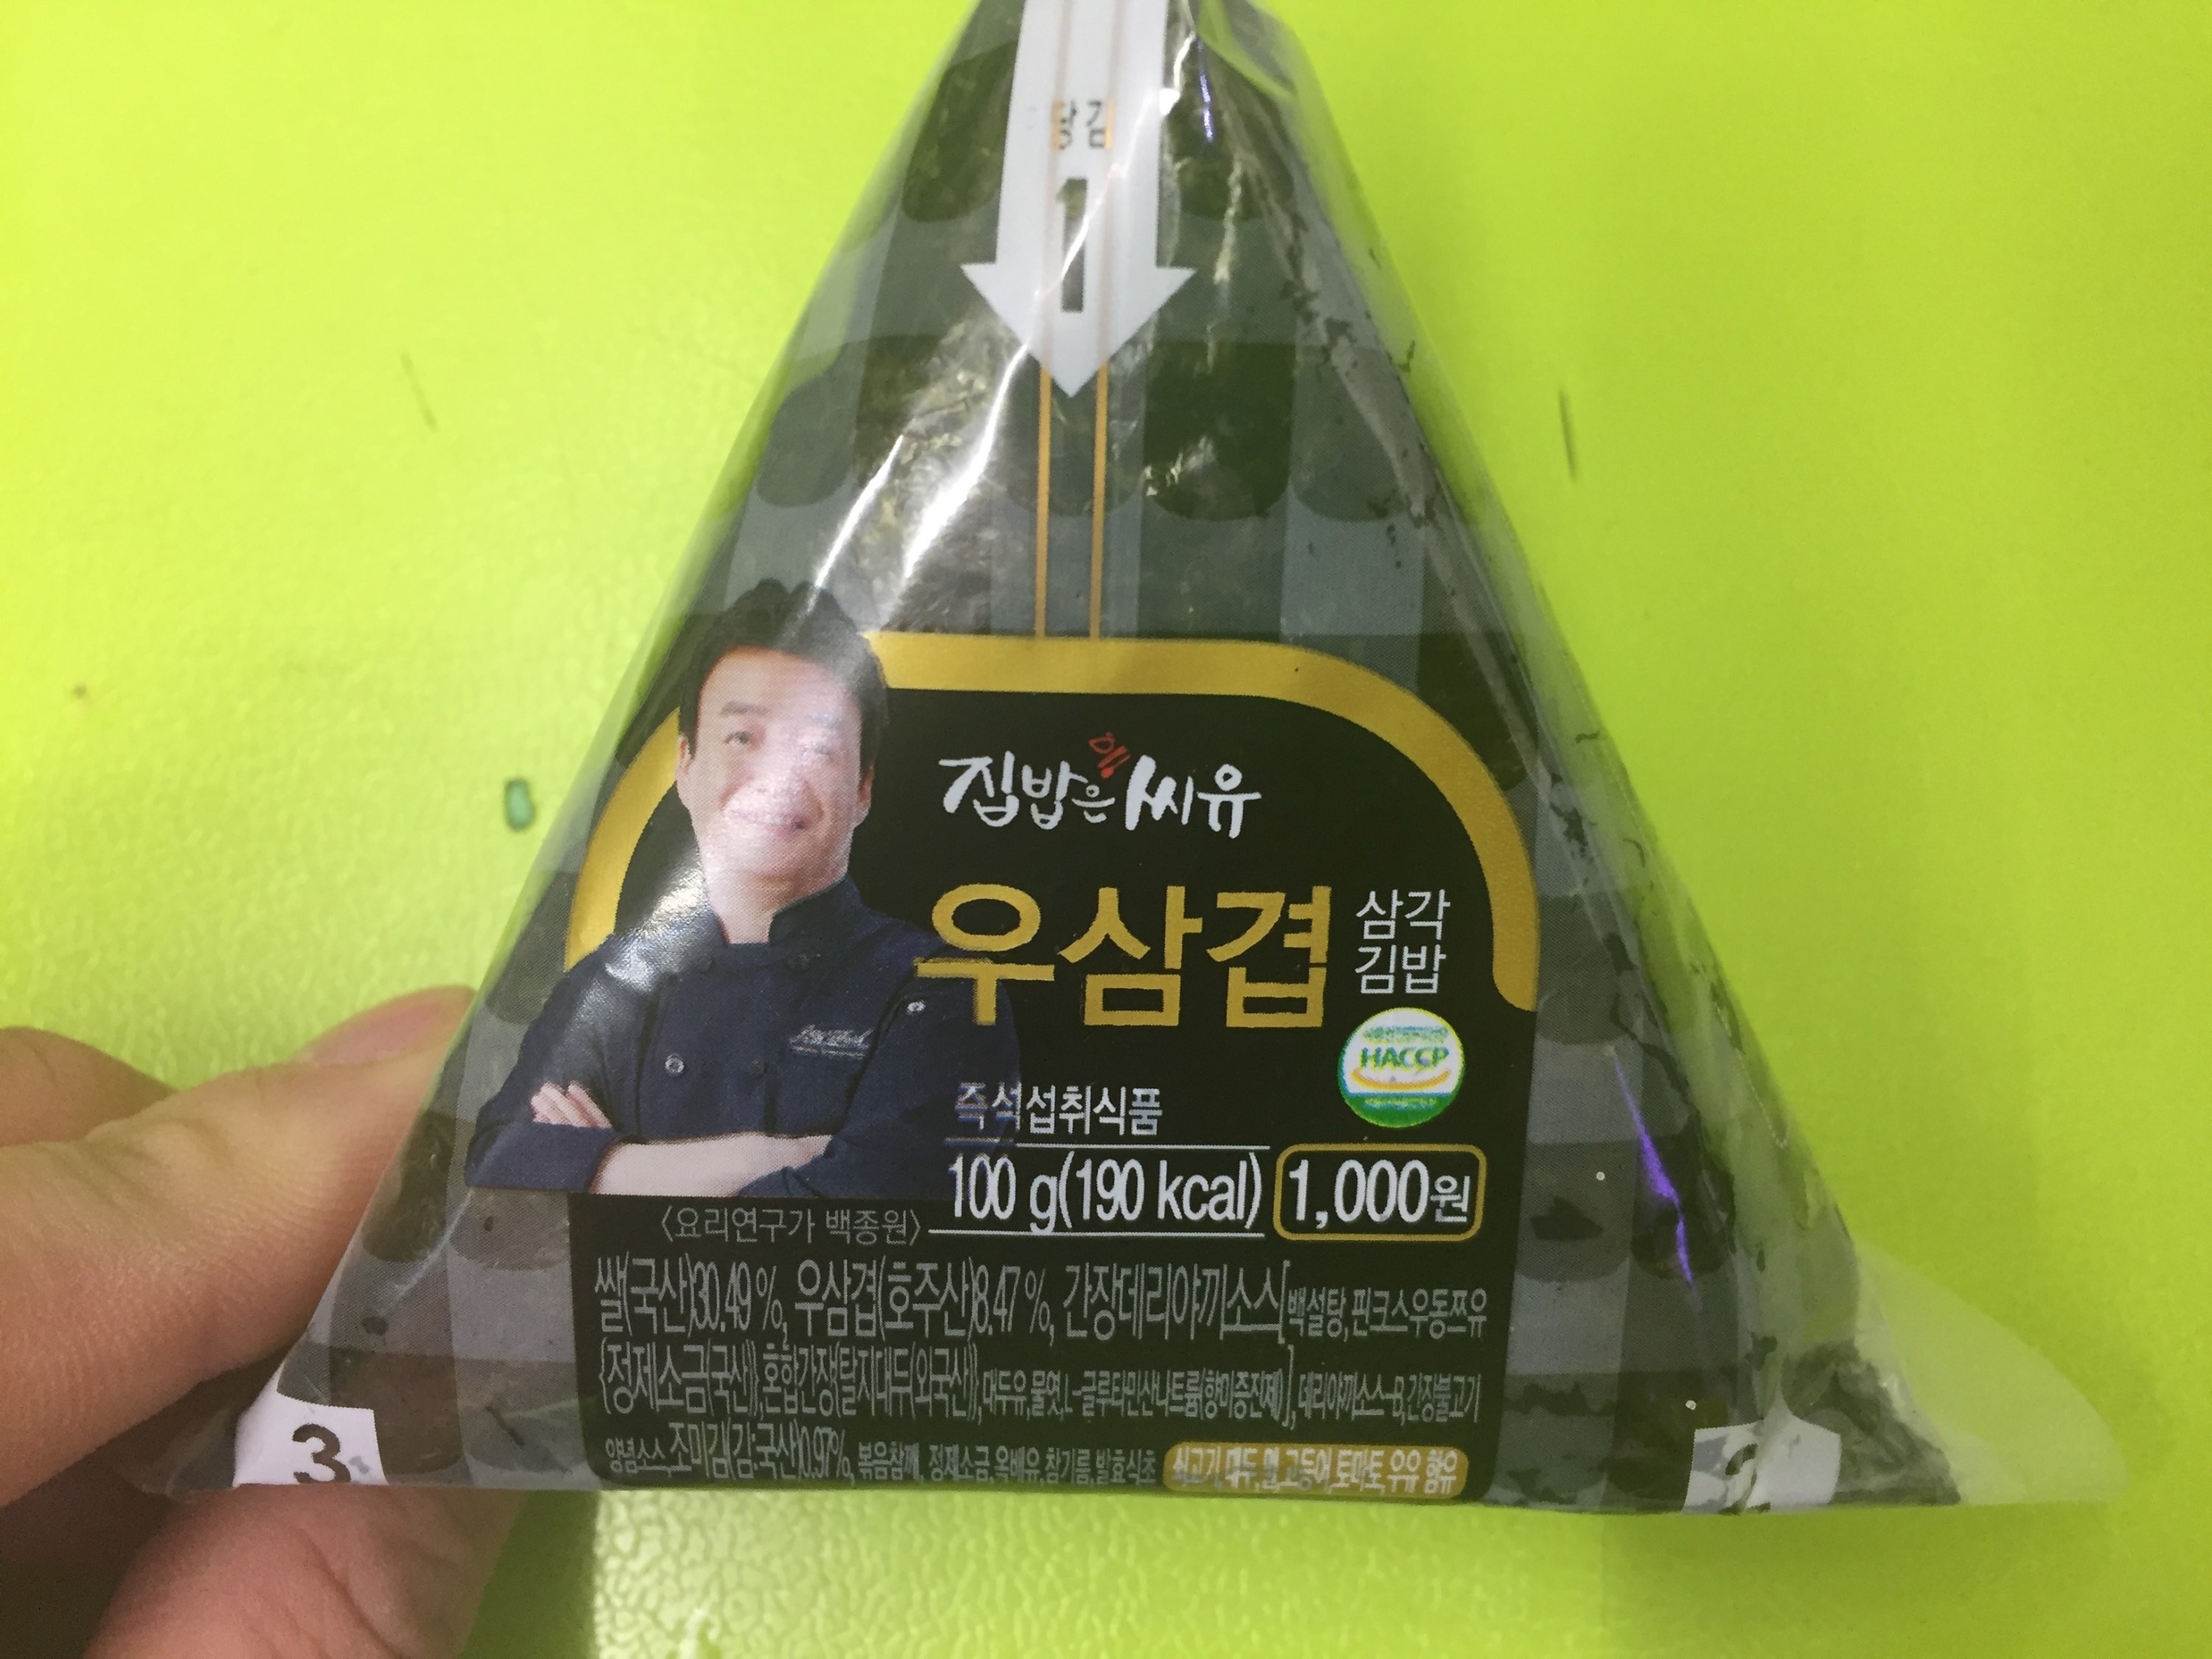 당김
1
집밥은 씨유
우삼겹 삼각김밥
HACCP
즉석섭취식품
100 g(190 kcal) 1,000원
<요리연구가 백종원>
쌀(국산)30.49%, 우삼겹(호주산)8.47%, 간장데리야끼소스[백설탕,핀크스우동쯔유
{정제소금(국산)},혼합간장{탈지대두(외국산)},대두유,물엿,L-글루타민산나트륨(향미증진제)],데리야끼소스-B,간장불고기
양념소스,조미김(김:국산)0.97%, 볶음참깨, 정제소금,옥배유,참기름,발효식초 쇠고기,대두,밀,고등어,토마토,우유 함유
3
2